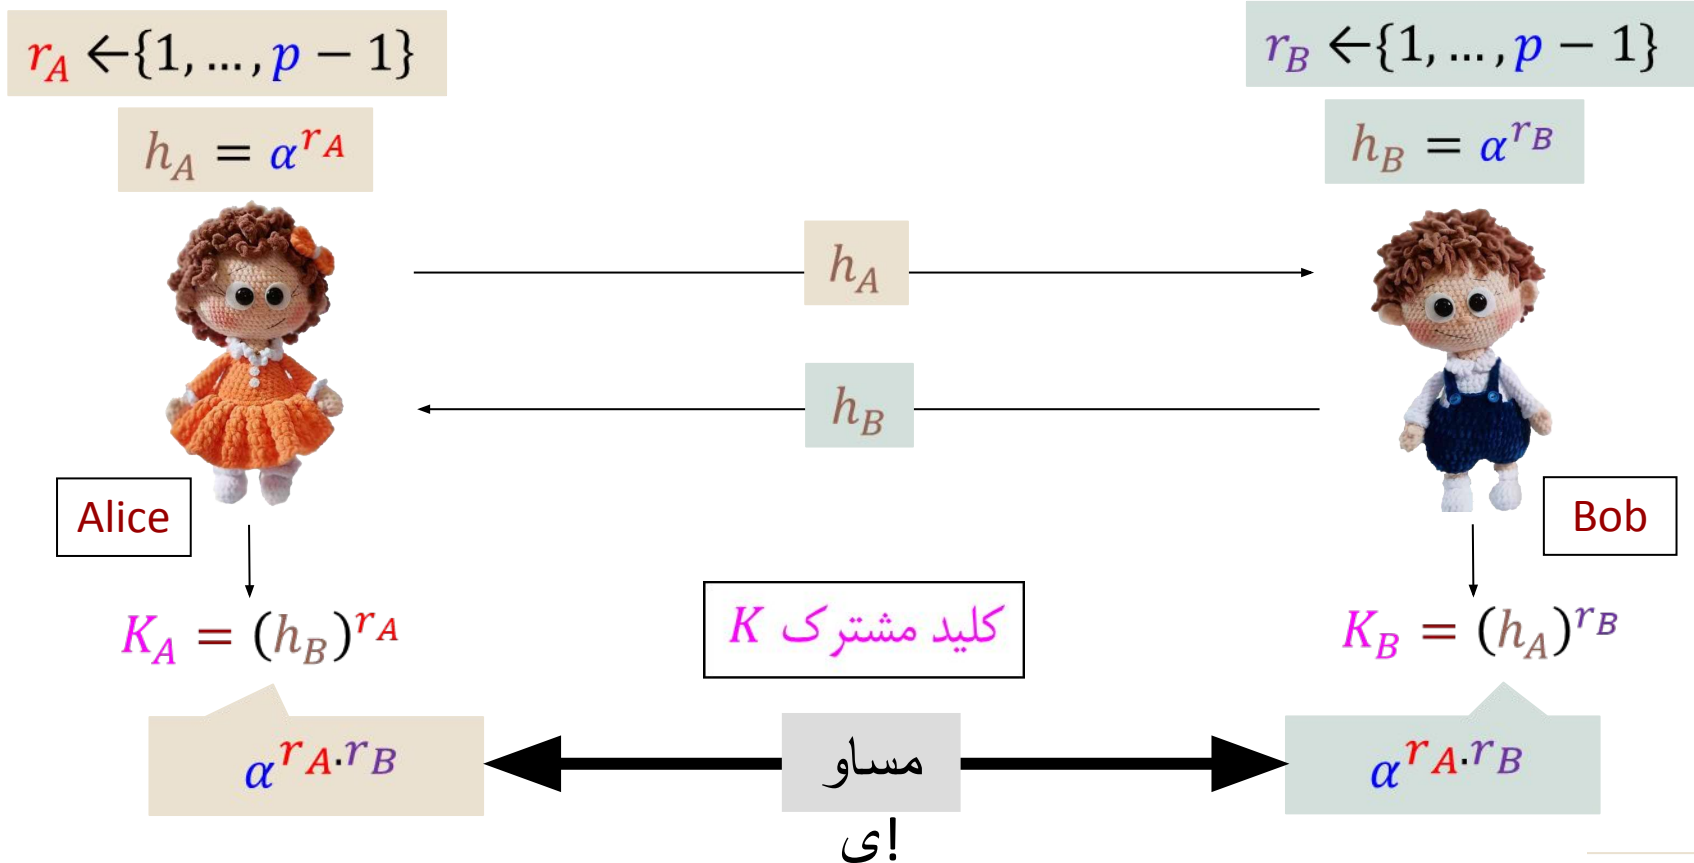 r_A ←{1, ..., p − 1}
r_B ←{1, ..., p − 1}
h_A = α^{r_A}
h_B = α^{r_B}
h_A
h_B
Alice
Bob
K_A = (h_B)^{r_A}
کلید مشترک K
K_B = (h_A)^{r_B}
α^{r_A.r_B}
مساو
ی!
α^{r_A.r_B}